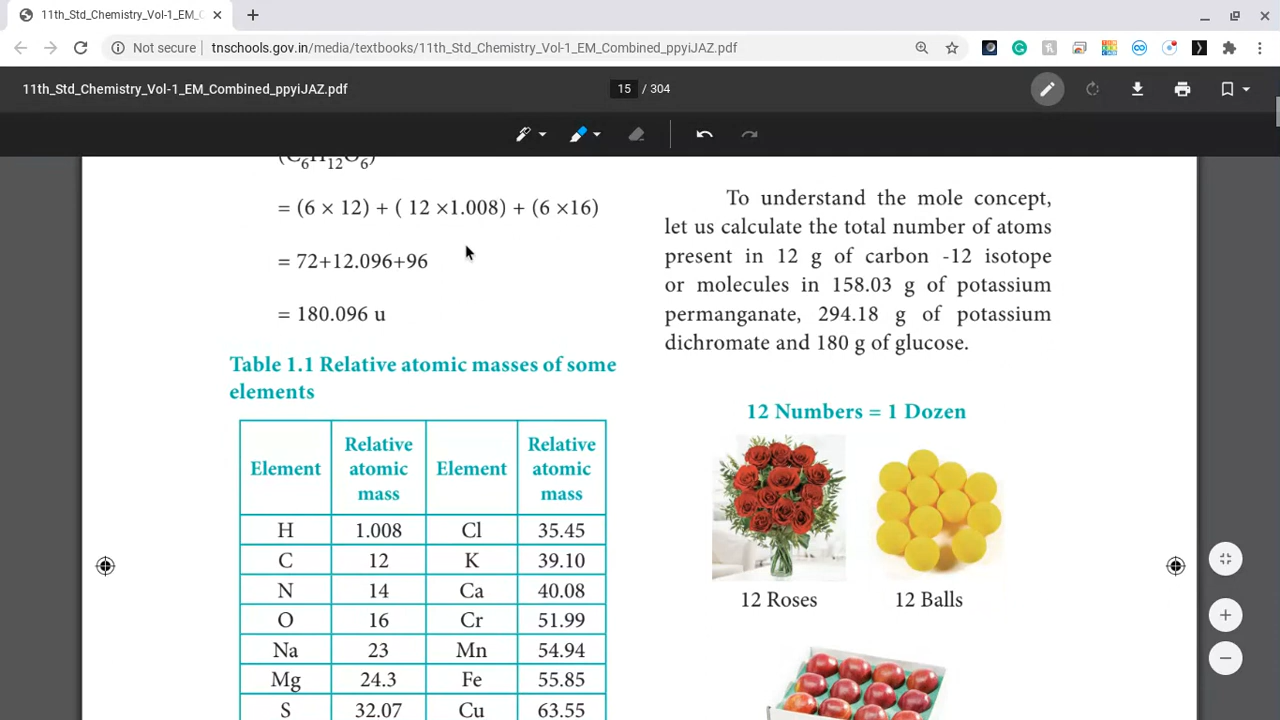 11th_Std_Chemistry_Vol-1_EM_C
Not secure tnschools.gov.in/media/textbooks/11th_Std_Chemistry_Vol-1_EM_Combined_ppyiJAZ.pdf
11th_Std_Chemistry_Vol-1_EM_Combined_ppyiJAZ.pdf 15 / 304
(C6H12O6)
= (6 × 12) + ( 12 ×1.008) + (6 ×16)
= 72+12.096+96
= 180.096 u
Table 1.1 Relative atomic masses of some
elements
Element Relative atomic mass Element Relative atomic mass
H 1.008 Cl 35.45
C 12 K 39.10
N 14 Ca 40.08
O 16 Cr 51.99
Na 23 Mn 54.94
Mg 24.3 Fe 55.85
S 32.07 Cu 63.55
To understand the mole concept,
let us calculate the total number of atoms
present in 12 g of carbon -12 isotope
or molecules in 158.03 g of potassium
permanganate, 294.18 g of potassium
dichromate and 180 g of glucose.
12 Numbers = 1 Dozen
12 Roses 12 Balls